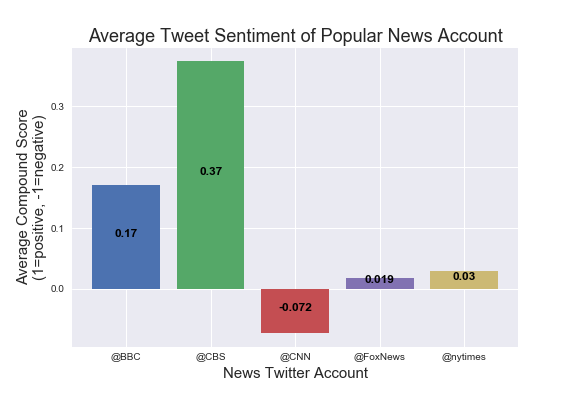 Average Tweet Sentiment of Popular News Account
Average Compound Score
(1=positive, -1=negative)
0.3
0.2
0.1
0.0
0.17
0.37
-0.072
0.019
0.03
@BBC
@CBS
@CNN
@FoxNews
@nytimes
News Twitter Account